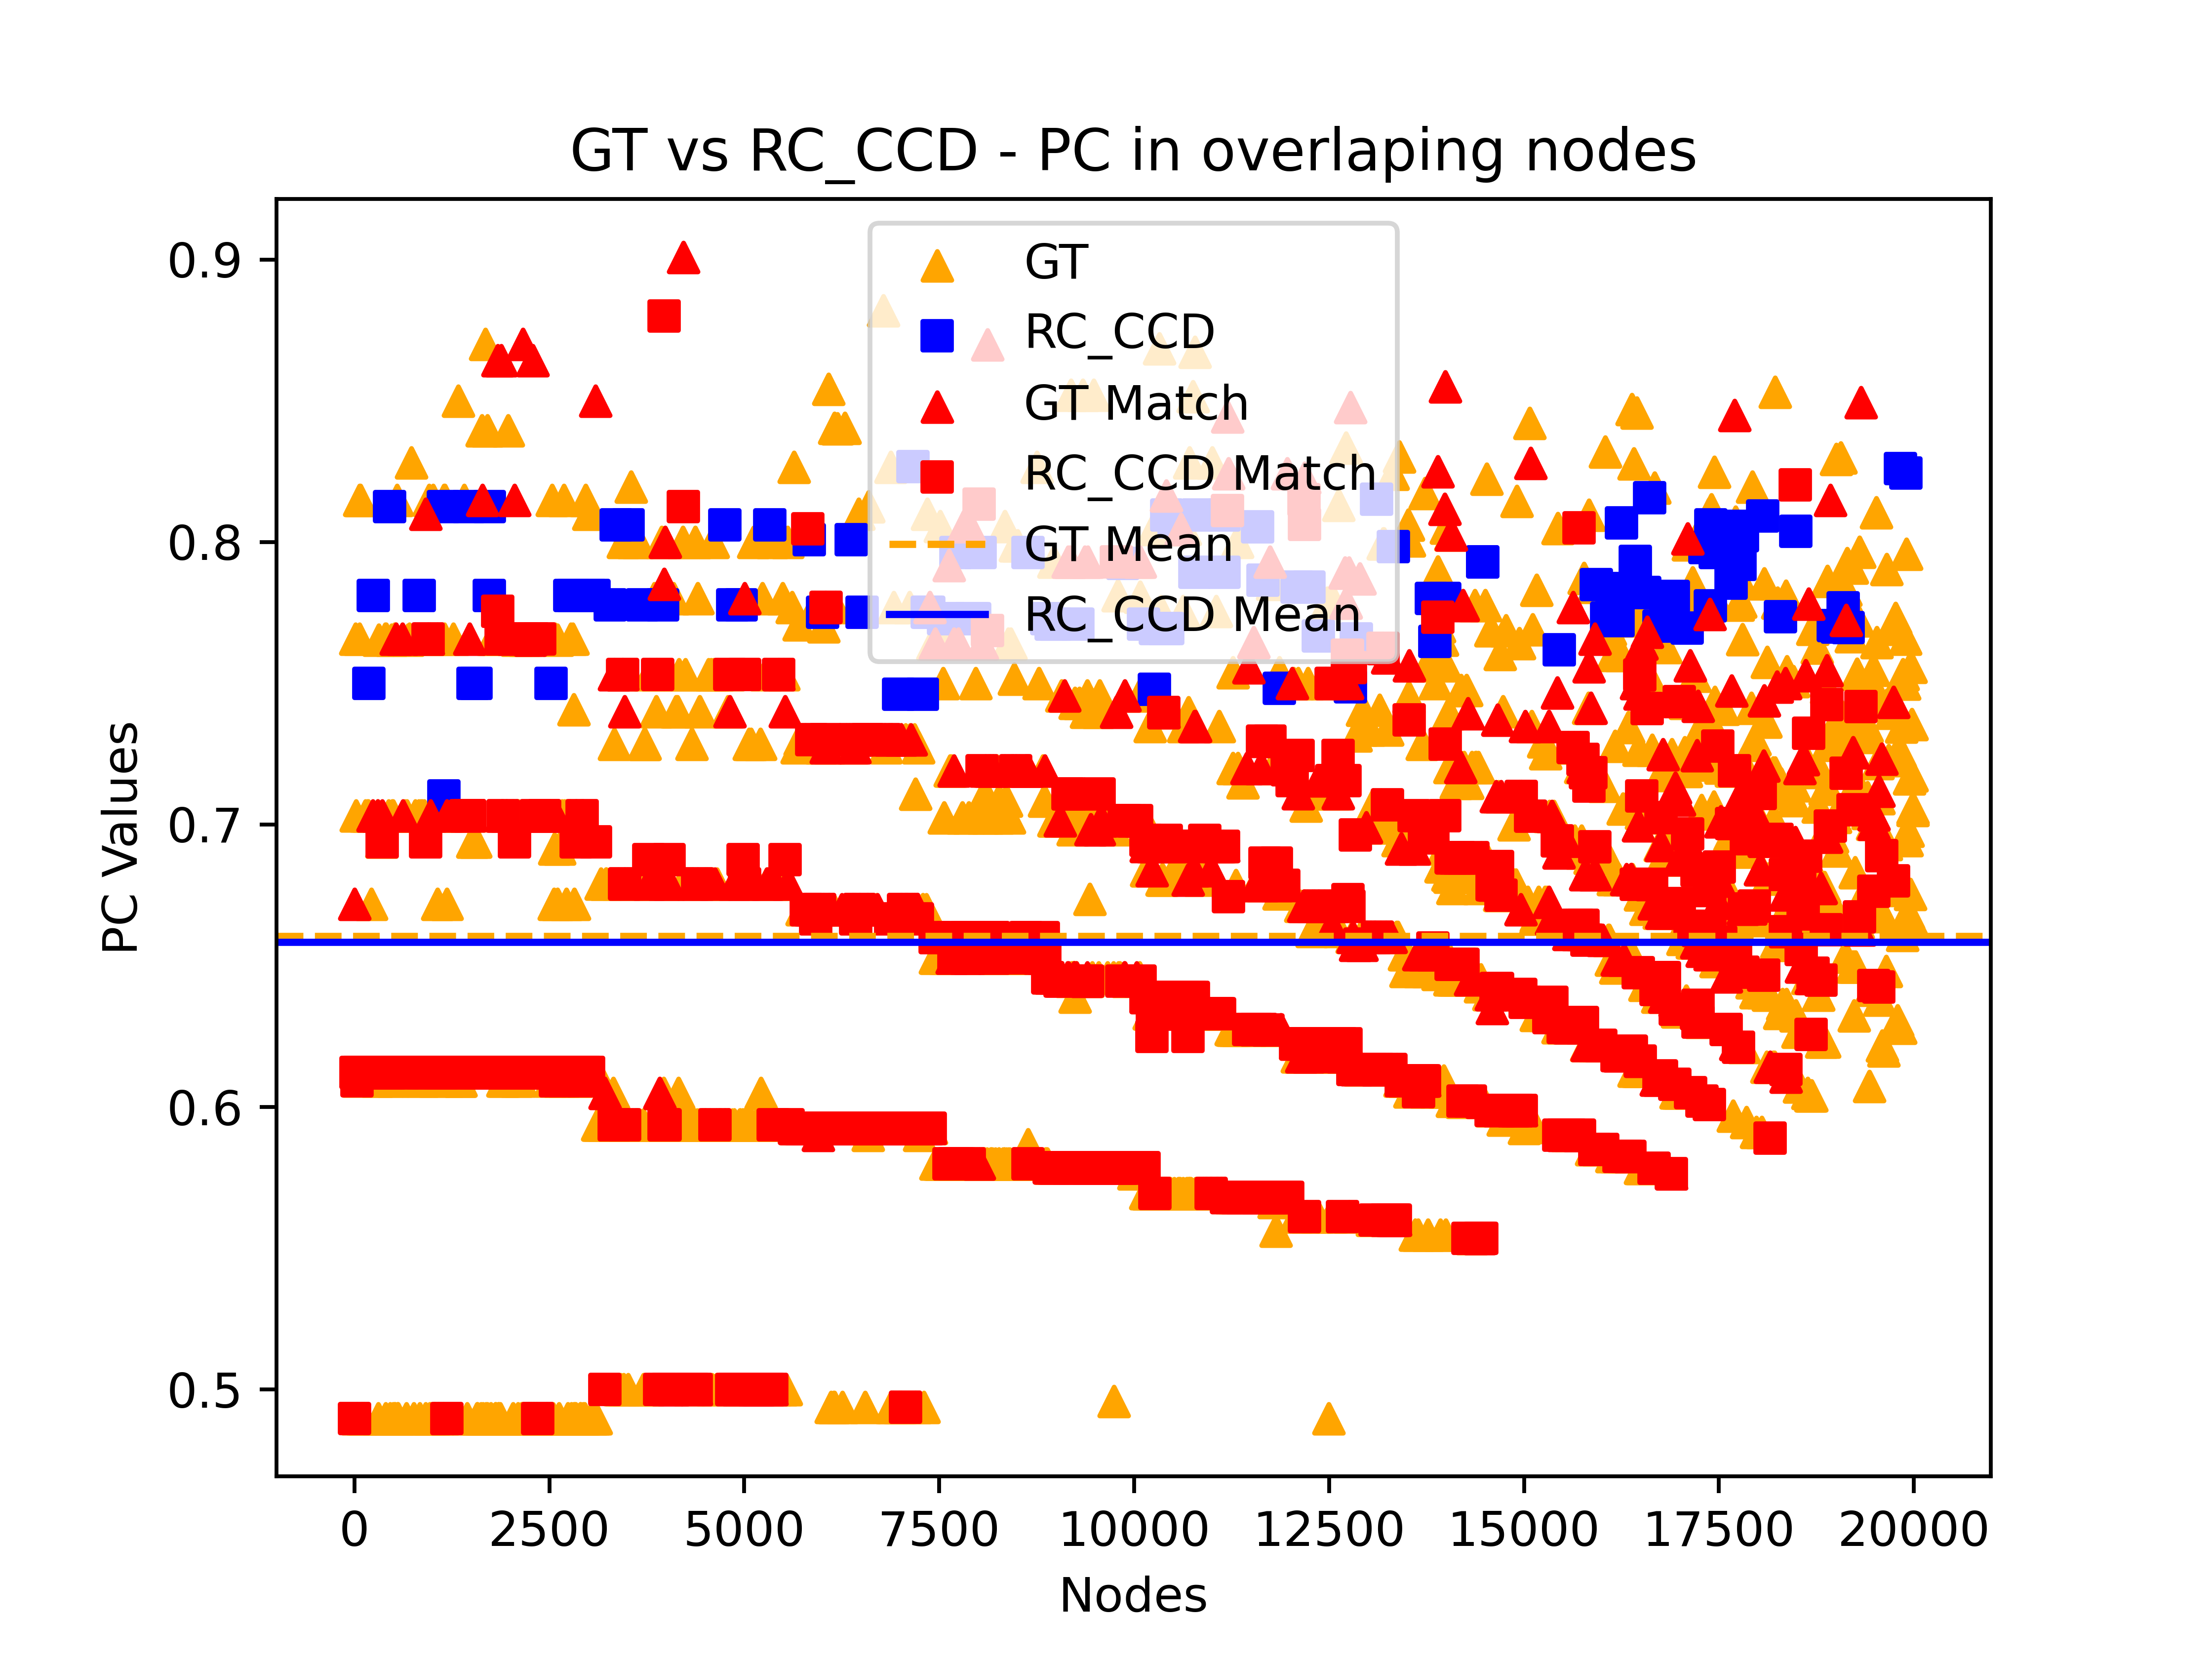 GT vs RC_CCD - PC in overlaping nodes
GT
RC_CCD
GT Match
RC_CCD Match
GT Mean
RC_CCD Mean
PC Values
0.9
0.8
0.7
0.6
0.5
0 2500 5000 7500 10000 12500 15000 17500 20000
Nodes